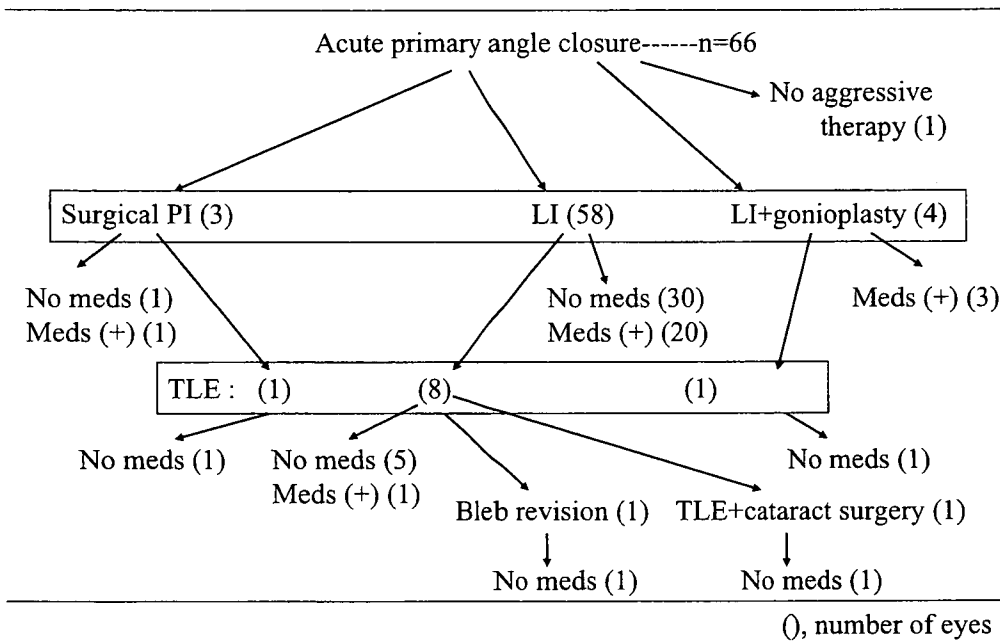 Acute primary angle closure------n=66
No aggressive
therapy (1)
Surgical PI (3) LI (58) LI+gonioplasty (4)
No meds (1) No meds (30) Meds (+) (3)
Meds (+) (1) Meds (+) (20)
TLE : (1) (8) (1)
No meds (1) No meds (5) No meds (1)
Meds (+) (1)
Bleb revision (1) TLE+cataract surgery (1)
No meds (1) No meds (1)
(), number of eyes